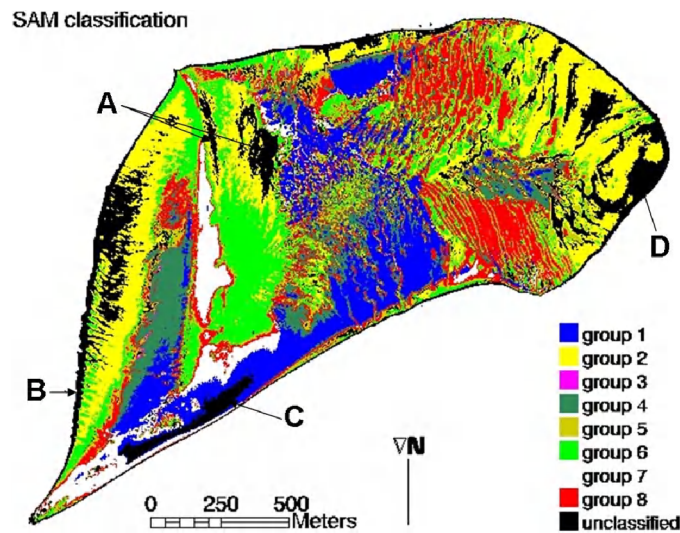 SAM classification
A
D
B
C
group 1
group 2
group 3
group 4
group 5
group 6
group 7
group 8
unclassified
N
0 250 500
Meters